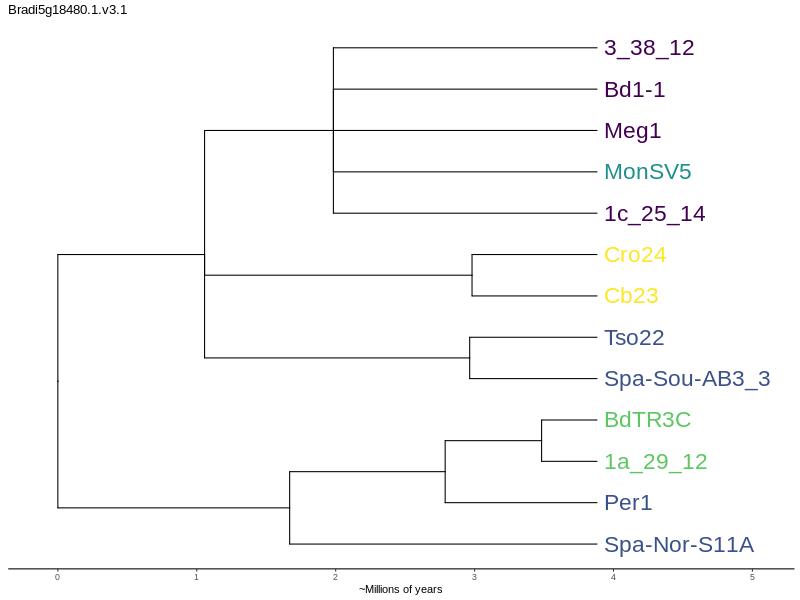 Bradi5g18480.1.v3.1
3_38_12
Bd1-1
Meg1
MonSV5
1c_25_14
Cro24
Cb23
Tso22
Spa-Sou-AB3_3
BdTR3C
1a_29_12
Per1
Spa-Nor-S11A
0 1 2 3 4 5
~Millions of years